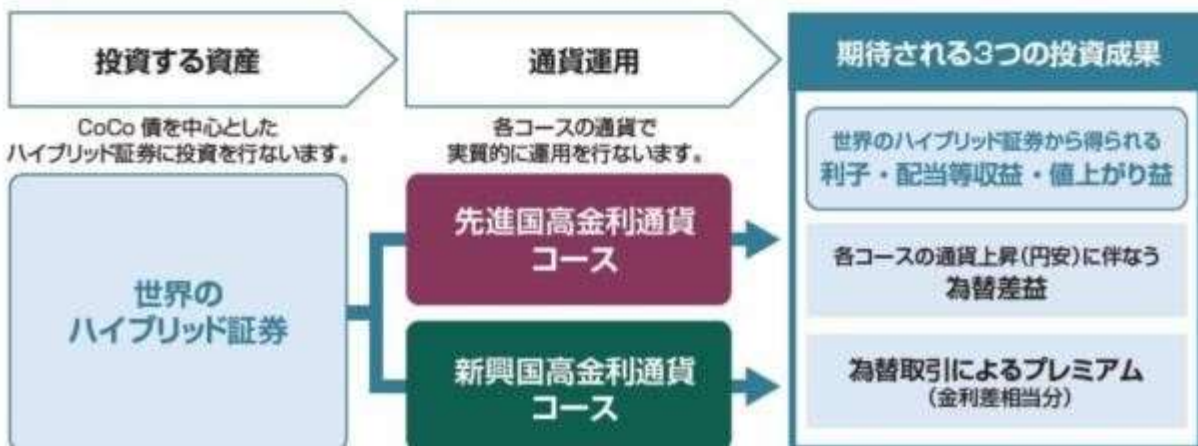 投資する資産
CoCo 債を中心とした
ハイブリッド証券に投資を行ないます。
世界の
ハイブリッド証券
通貨運用
各コースの通貨で
実質的に運用を行ないます。
先進国高金利通貨
コース
新興国高金利通貨
コース
期待される3つの投資成果
世界のハイブリッド証券から得られる
利子・配当等収益・値上がり益
各コースの通貨上昇(円安)に伴なう
為替差益
為替取引によるプレミアム
(金利差相当分)